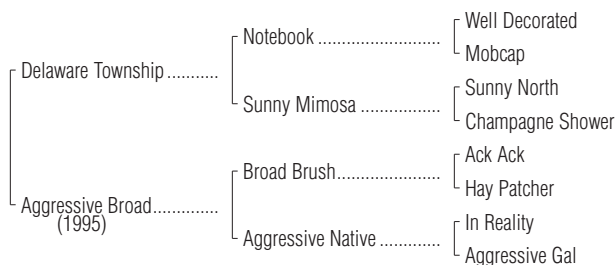 Well Decorated
Notebook
Mobcap
Delaware Township
Sunny North
Sunny Mimosa
Champagne Shower
Ack Ack
Broad Brush
Hay Patcher
Aggressive Broad
(1995)
In Reality
Aggressive Native
Aggressive Gal